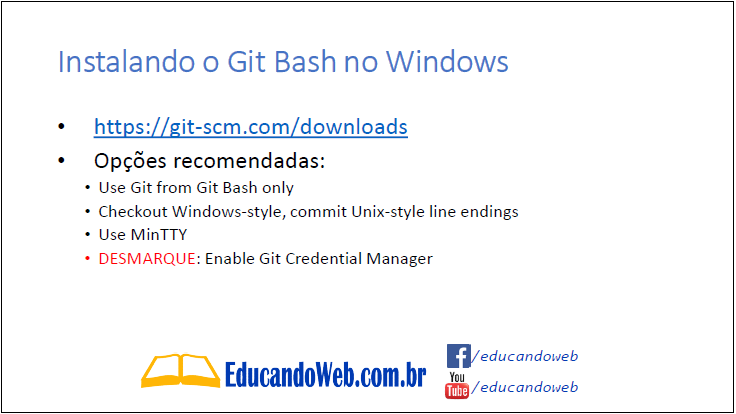 Instalando o Git Bash no Windows
• https://git-scm.com/downloads
• Opções recomendadas:
• Use Git from Git Bash only
• Checkout Windows-style, commit Unix-style line endings
• Use MinTTY
• DESMARQUE: Enable Git Credential Manager
EducandoWeb.com.br
f /educandoweb
You Tube /educandoweb